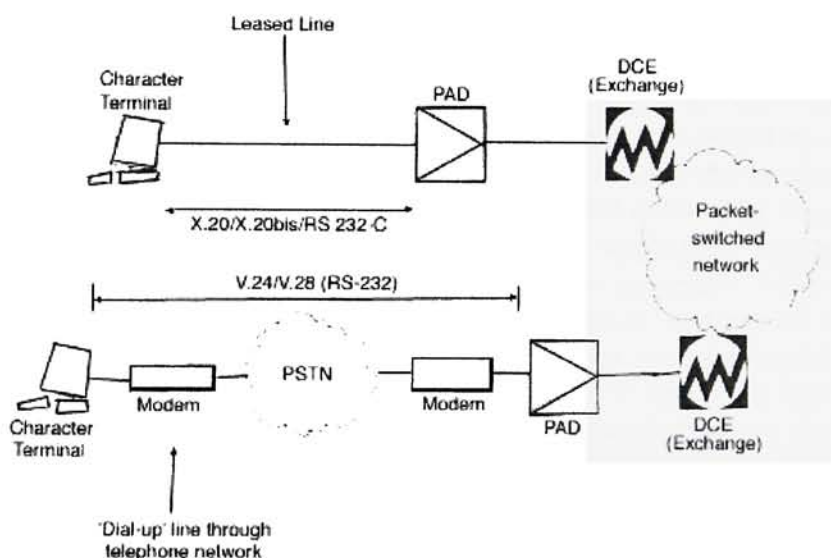 Leased Line
Character
Terminal
PAD
DCE
(Exchange)
X.20/X.20bis/RS 232-C
Packet-
switched
network
V.24/V.28 (RS-232)
PSTN
Modem
Modem
Character
Terminal
PAD
DCE
(Exchange)
'Dial-up' line through
telephone network